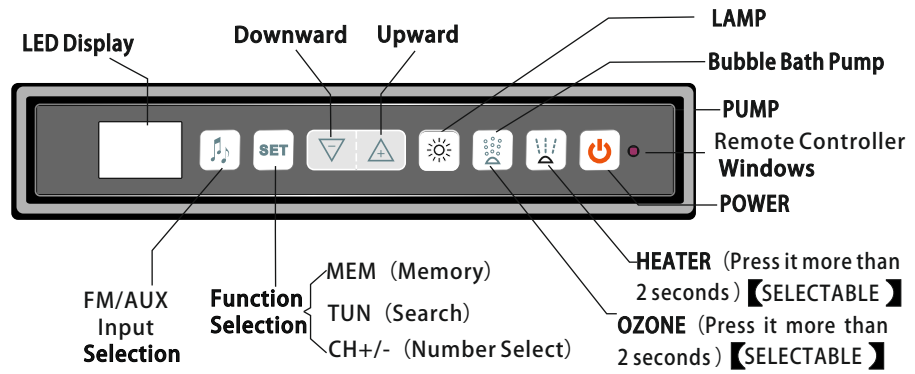 LAMP
LED Display
Downward
Upward
Bubble Bath Pump
PUMP
SET
Remote Controller
Windows
POWER
FM/AUX
Input
Selection
Function
Selection
MEM（Memory）
TUN（Search）
CH+/-（Number Select）
HEATER（Press it more than
2 seconds）【SELECTABLE】
OZONE（Press it more than
2 seconds）【SELECTABLE】